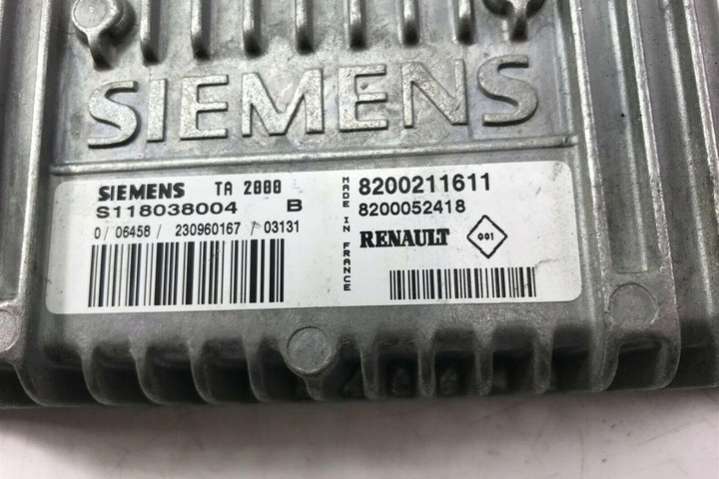 SIEMENS
SIEMENS TA 2000
S118038004 B
0 / 06458 / 230960167 / 03131
MADE IN FRANCE
8200211611
8200052418
RENAULT 001